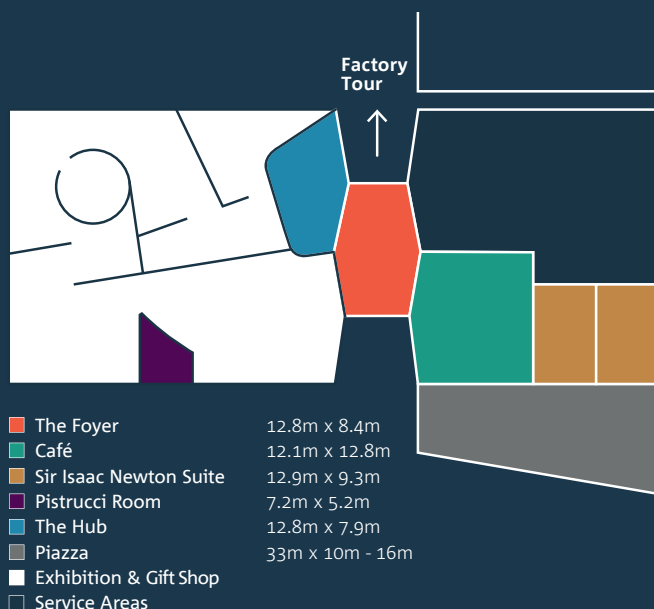 Factory
Tour
The Foyer 12.8m x 8.4m
Café 12.1m x 12.8m
Sir Isaac Newton Suite 12.9m x 9.3m
Pistrucci Room 7.2m x 5.2m
The Hub 12.8m x 7.9m
Piazza 33m x 10m - 16m
Exhibition & Gift Shop
Service Areas